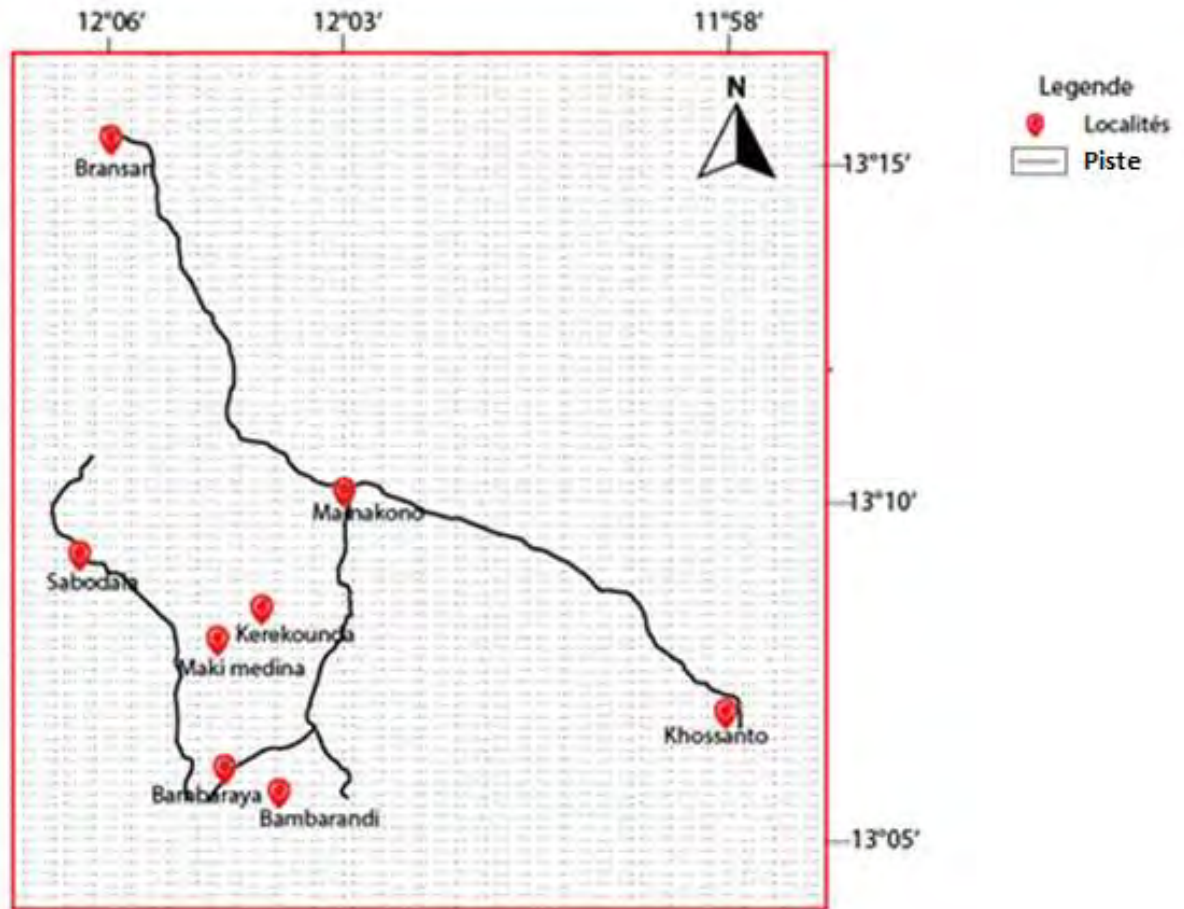 12°06′ 12°03′ 11°58′
N
Legende
Localités
Piste
Bransan
13°15′
13°10′
Mamakono
Sabodala
Kerekounda
Maki medina
Khossanto
Bambaraya
Bambarandi
13°05′